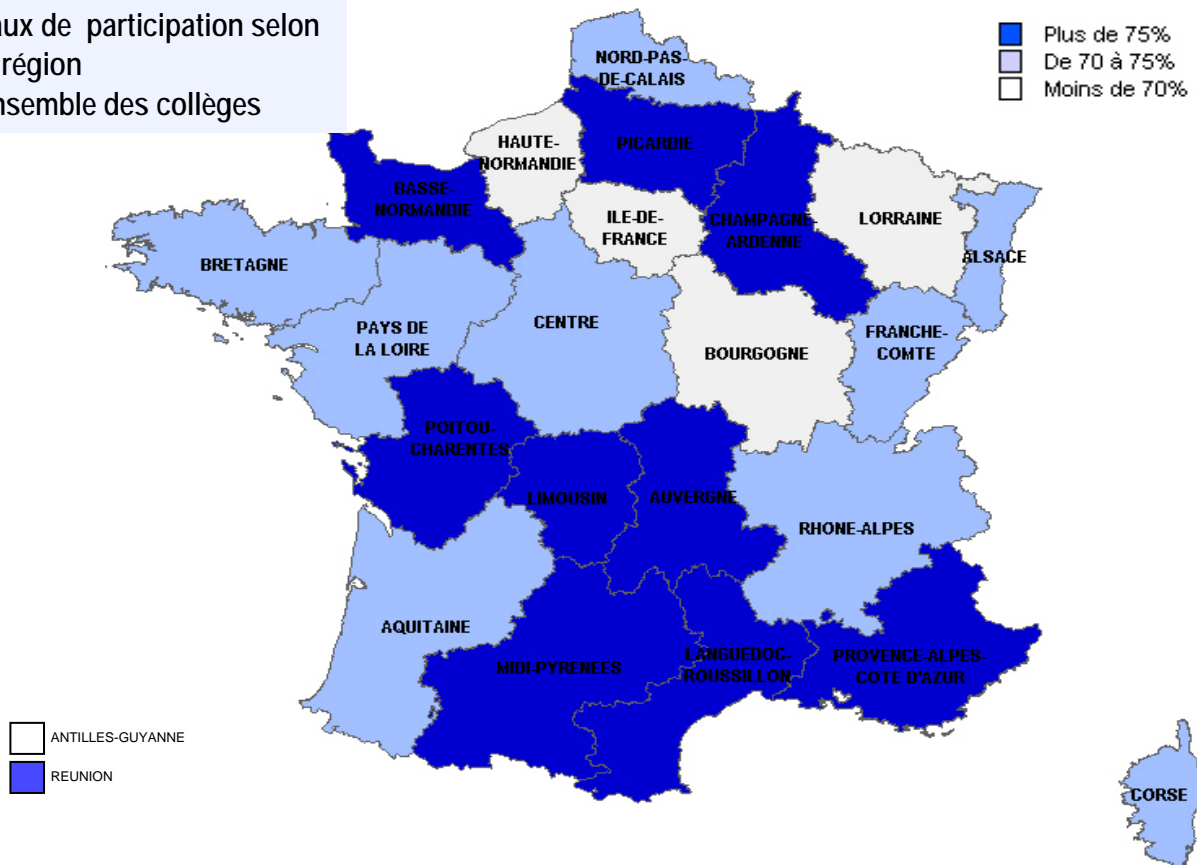 aux de participation selon
région
nsemble des collèges
Plus de 75%
De 70 à 75%
Moins de 70%
NORD-PAS-
DE-CALAIS
HAUTE-
NORMANDIE
PICARDIE
BASSE-
NORMANDIE
ILE-DE-
FRANCE
CHAMPAGNE-
ARDENNE
LORRAINE
ALSACE
BRETAGNE
PAYS DE
LA LOIRE
CENTRE
BOURGOGNE
FRANCHE-
COMTE
POITOU-
CHARENTES
LIMOUSIN
AUVERGNE
RHONE-ALPES
AQUITAINE
MIDI-PYRENEES
LANGUEDOC-
ROUSSILLON
PROVENCE-ALPES-
COTE D'AZUR
ANTILLES-GUYANNE
REUNION
CORSE